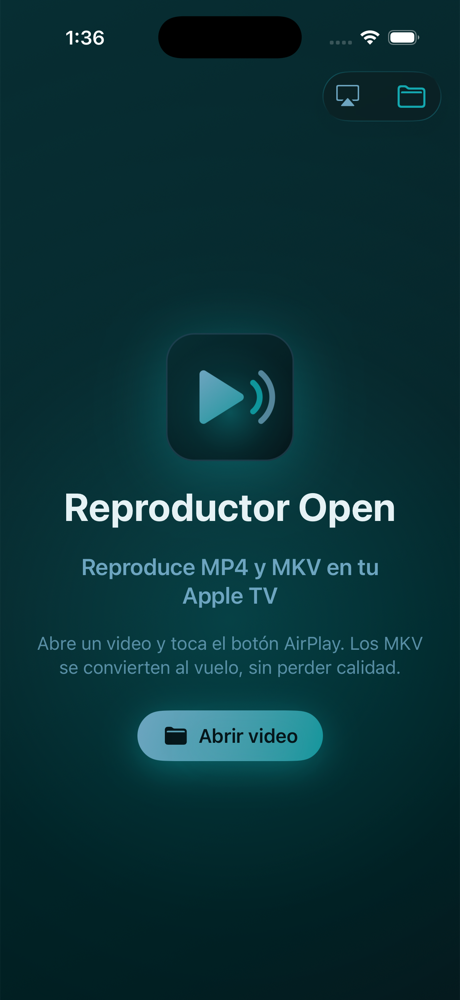 1:36
Reproductor Open
Reproduce MP4 y MKV en tu
Apple TV
Abre un video y toca el botón AirPlay. Los MKV
se convierten al vuelo, sin perder calidad.
Abrir video